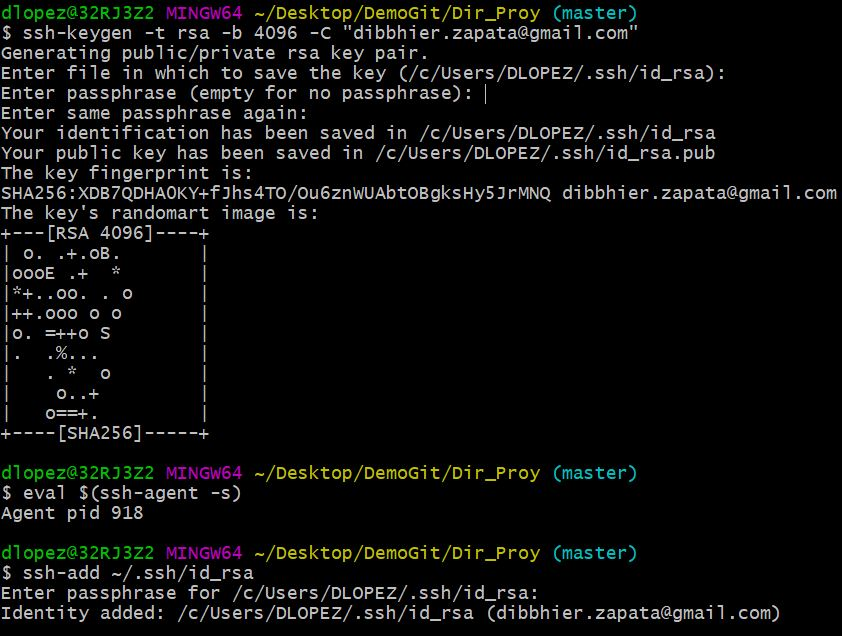 dlopez@32RJ3Z2 MINGW64 ~/Desktop/DemoGit/Dir_Proy (master)
$ ssh-keygen -t rsa -b 4096 -C "dibbhier.zapata@gmail.com"
Generating public/private rsa key pair.
Enter file in which to save the key (/c/Users/DLOPEZ/.ssh/id_rsa):
Enter passphrase (empty for no passphrase):
Enter same passphrase again:
Your identification has been saved in /c/Users/DLOPEZ/.ssh/id_rsa
Your public key has been saved in /c/Users/DLOPEZ/.ssh/id_rsa.pub
The key fingerprint is:
SHA256:XDB7QDHAOKY+fJhs4TO/Ou6znWUAbtOBgksHy5JrMNQ dibbhier.zapata@gmail.com
The key's randomart image is:
+---[RSA 4096]----+
| o. .+.oB.       |
|oooE .+  *       |
|*+..oo. . o      |
|++.ooo o o       |
|o. =++o S        |
|.  .%...         |
|    . *  o       |
|     o..+        |
|    o==+.        |
+----[SHA256]-----+
dlopez@32RJ3Z2 MINGW64 ~/Desktop/DemoGit/Dir_Proy (master)
$ eval $(ssh-agent -s)
Agent pid 918
dlopez@32RJ3Z2 MINGW64 ~/Desktop/DemoGit/Dir_Proy (master)
$ ssh-add ~/.ssh/id_rsa
Enter passphrase for /c/Users/DLOPEZ/.ssh/id_rsa:
Identity added: /c/Users/DLOPEZ/.ssh/id_rsa (dibbhier.zapata@gmail.com)